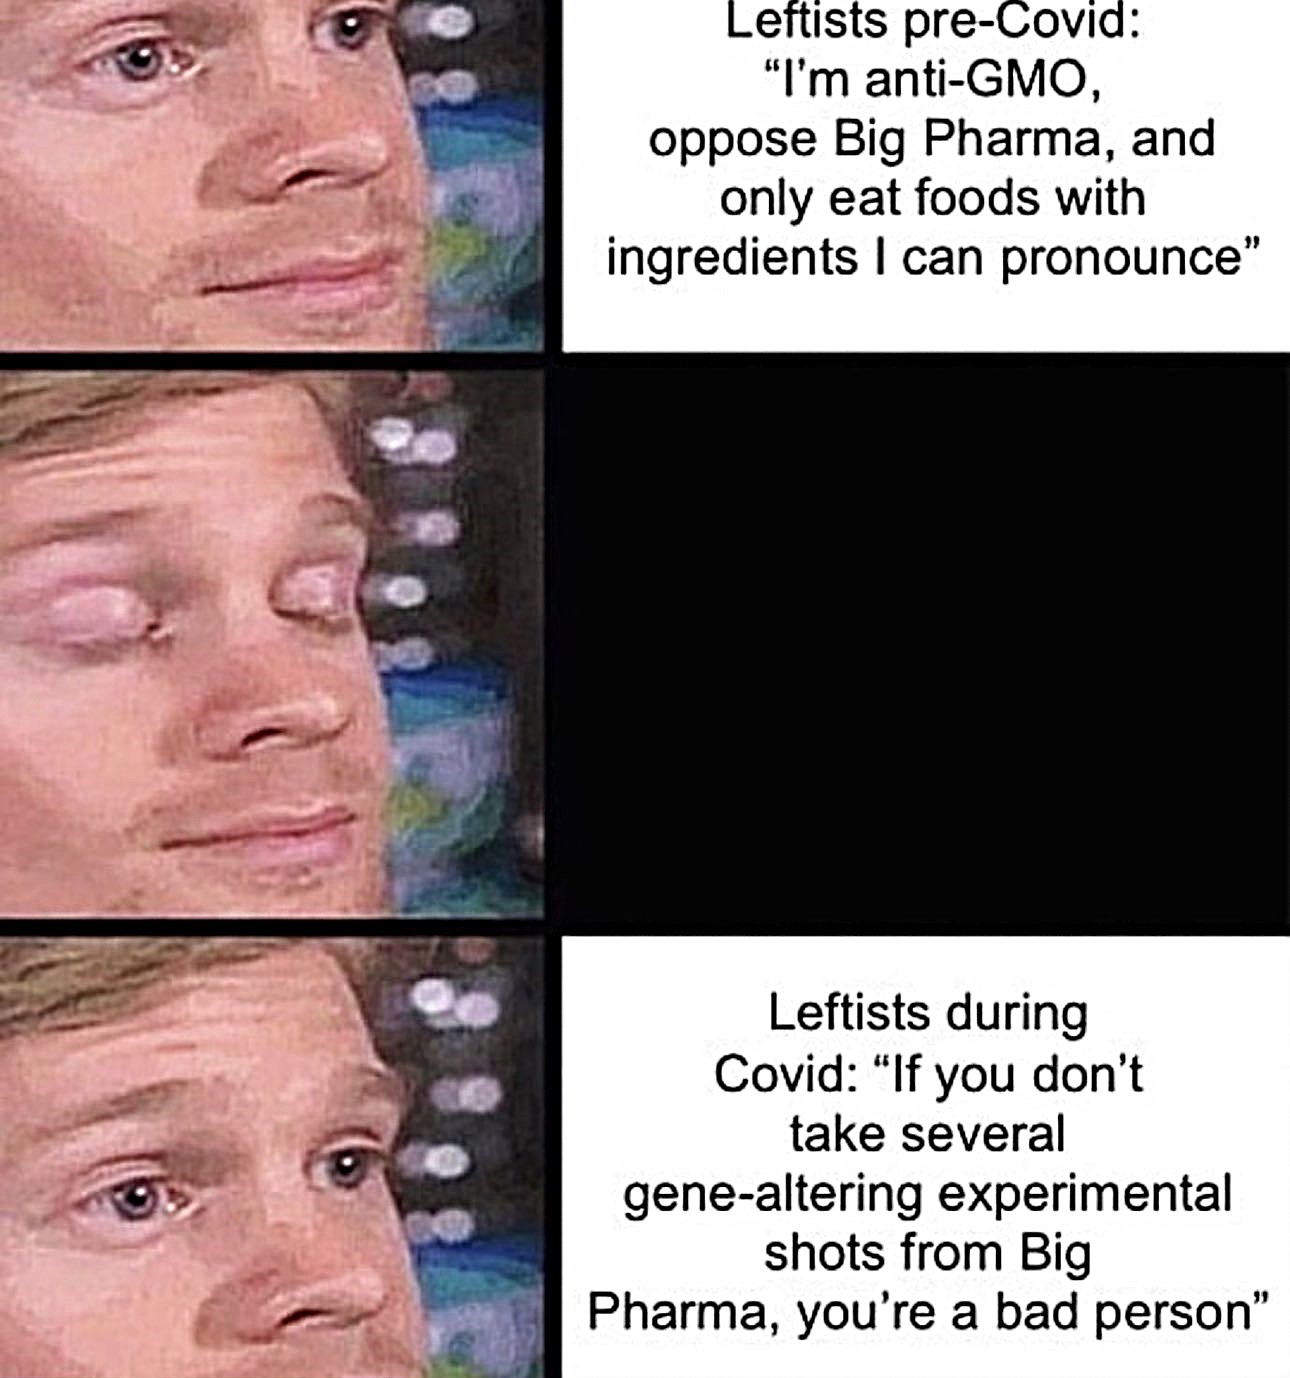 Leftists pre-Covid:
“I’m anti-GMO,
oppose Big Pharma, and
only eat foods with
ingredients I can pronounce”
Leftists during
Covid: “If you don’t
take several
gene-altering experimental
shots from Big
Pharma, you’re a bad person”